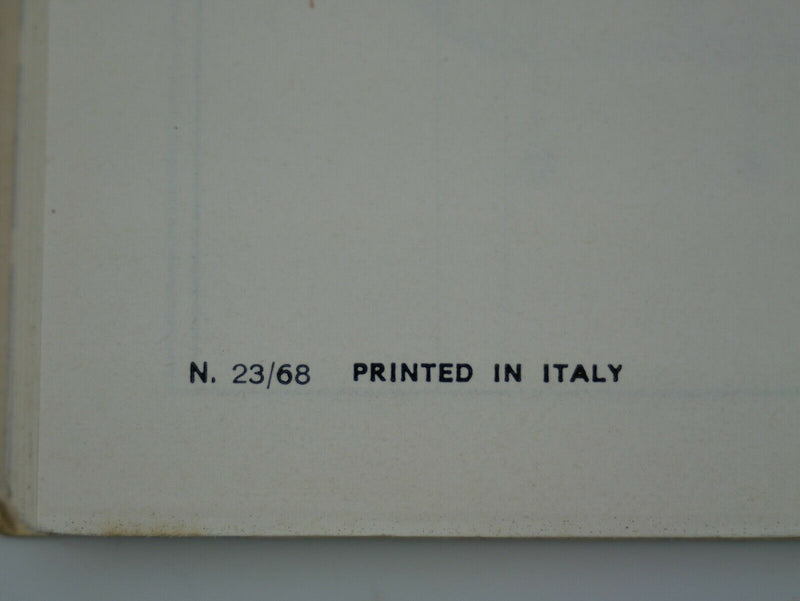 N. 23/68 PRINTED IN ITALY